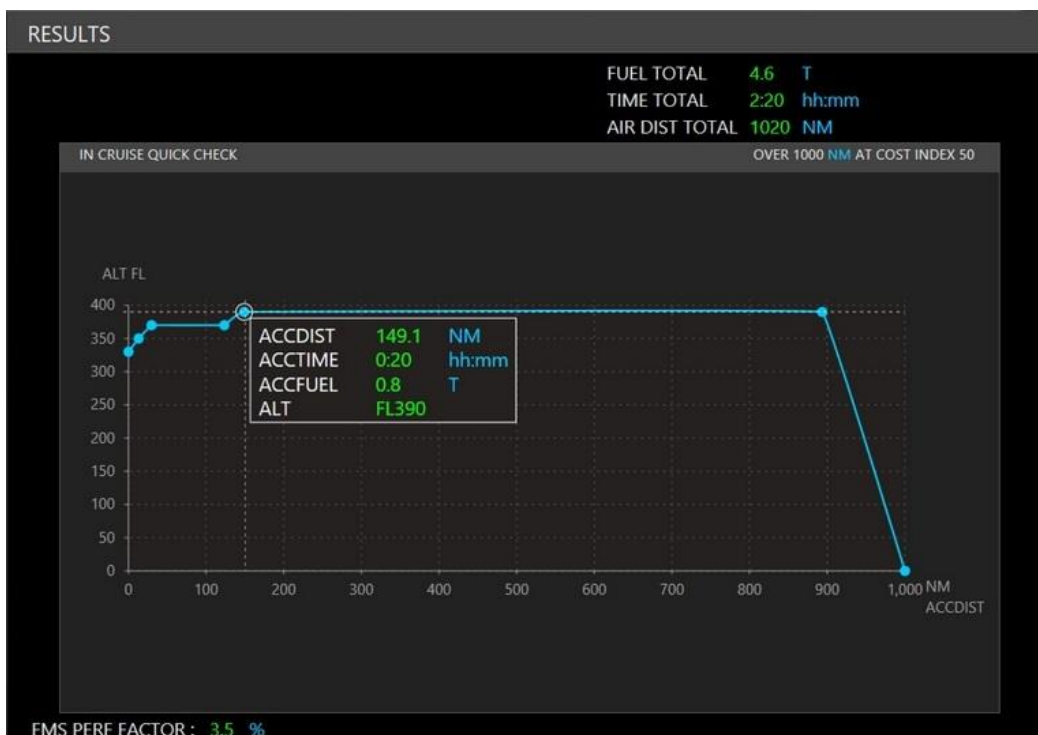 RESULTS
FUEL TOTAL 4.6 T
TIME TOTAL 2:20 hh:mm
AIR DIST TOTAL 1020 NM
IN CRUISE QUICK CHECK OVER 1000 NM AT COST INDEX 50
ALT FL
400
350
300
250
200
150
100
50
0
ACCDIST 149.1 NM
ACCTIME 0:20 hh:mm
ACCFUEL 0.8 T
ALT FL390
0 100 200 300 400 500 600 700 800 900 1,000 NM
ACCDIST
FMS PERF FACTOR : 3.5 %